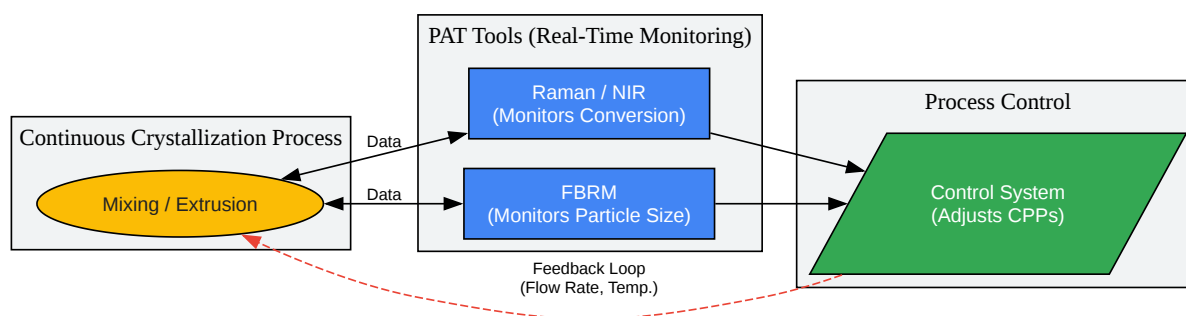 PAT Tools (Real-Time Monitoring)
Raman / NIR
(Monitors Conversion)
Process Control
Continuous Crystallization Process
Data
Mixing / Extrusion
Data
FBRM
(Monitors Particle Size)
Control System
(Adjusts CPPs)
Feedback Loop
(Flow Rate, Temp.)